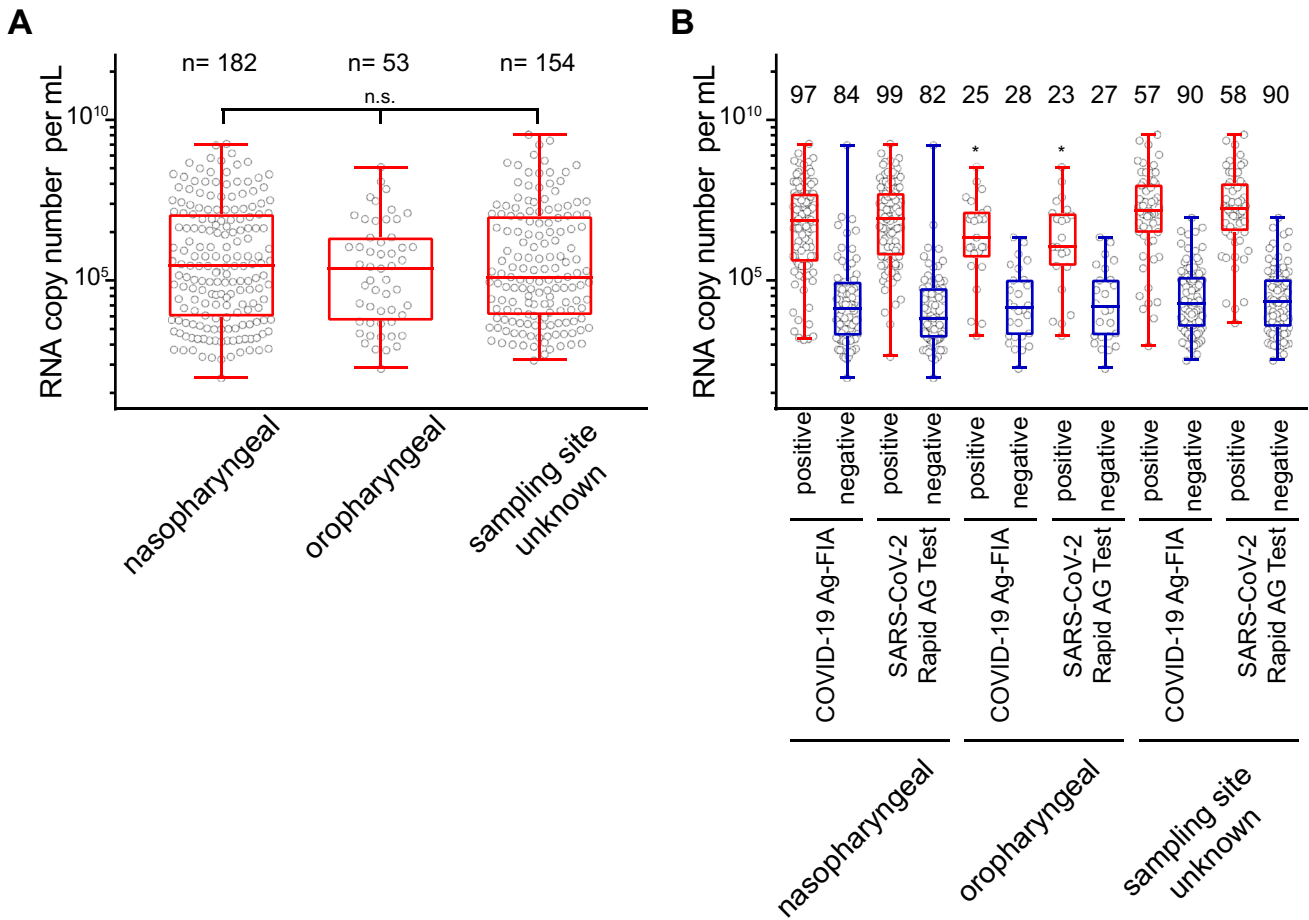 A
RNA copy number per mL
10^10
10^5
n= 182
n= 53
n= 154
n.s.
nasopharyngeal
oropharyngeal
sampling site
unknown
B
RNA copy number per mL
10^10
10^5
97 84 99 82 25 28 23 27 57 90 58 90
* *
positive
negative
positive
negative
positive
negative
positive
negative
positive
negative
positive
negative
COVID-19 Ag-FIA
SARS-CoV-2
Rapid AG Test
COVID-19 Ag-FIA
SARS-CoV-2
Rapid AG Test
COVID-19 Ag-FIA
SARS-CoV-2
Rapid AG Test
nasopharyngeal
oropharyngeal
sampling site
unknown